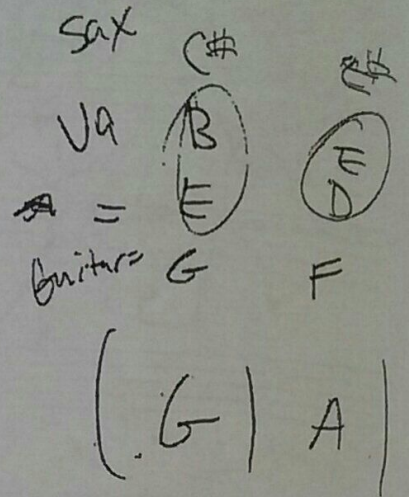 Sax C# C#
Va B E
= E D
Guitar= G F
(. G | A |